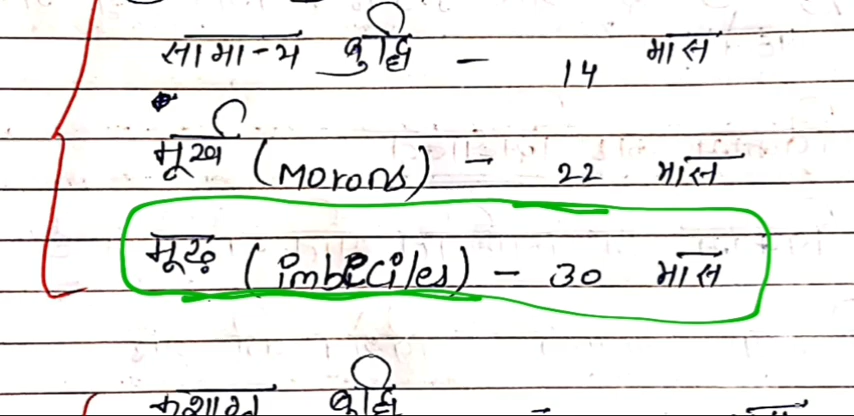 सामान्य बुद्धि - 14 मास
मूर्ख (Morons) - 22 मास
मूढ़ (imbeciles) - 30 मास
बुद्धि